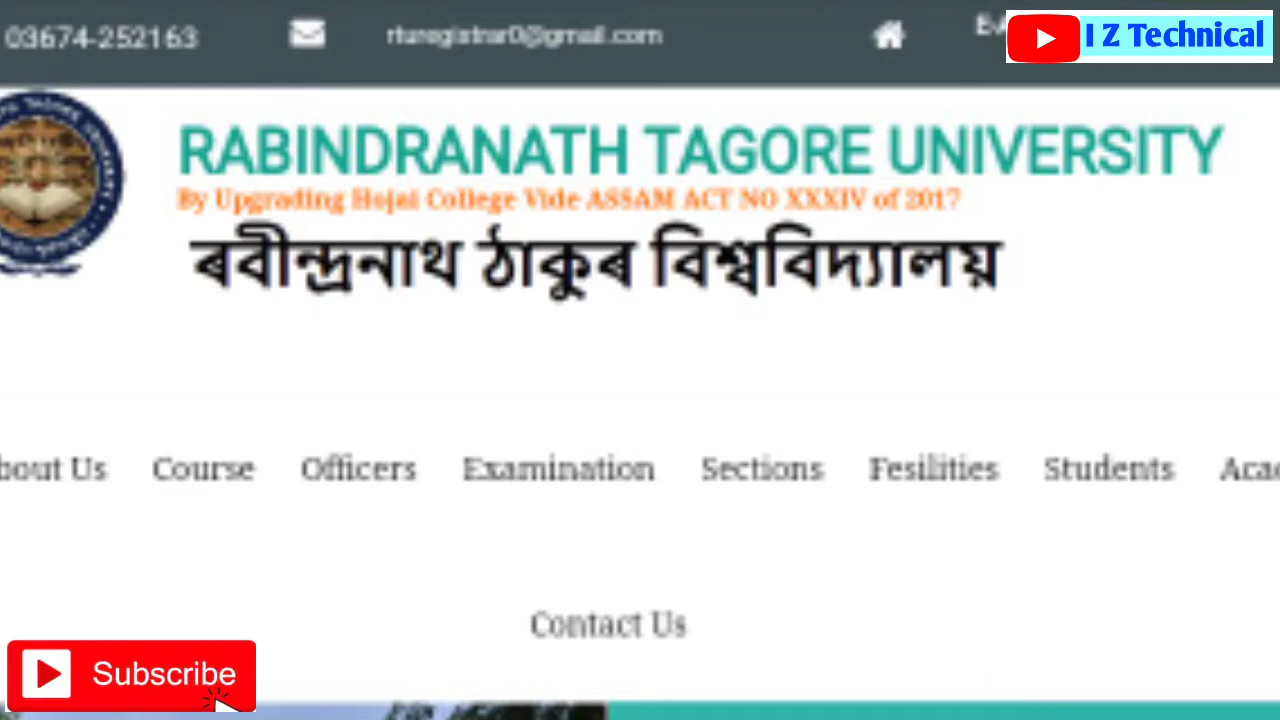 03674-252163
rturegistrar0@gmail.com
I Z Technical
RABINDRANATH TAGORE UNIVERSITY
By Upgrading Hojai College Vide ASSAM ACT NO XXXIV of 2017
ৰবীন্দ্ৰনাথ ঠাকুৰ বিশ্ববিদ্যালয়
bout Us Course Officers Examination Sections Fesilities Students Acad
Contact Us
Subscribe